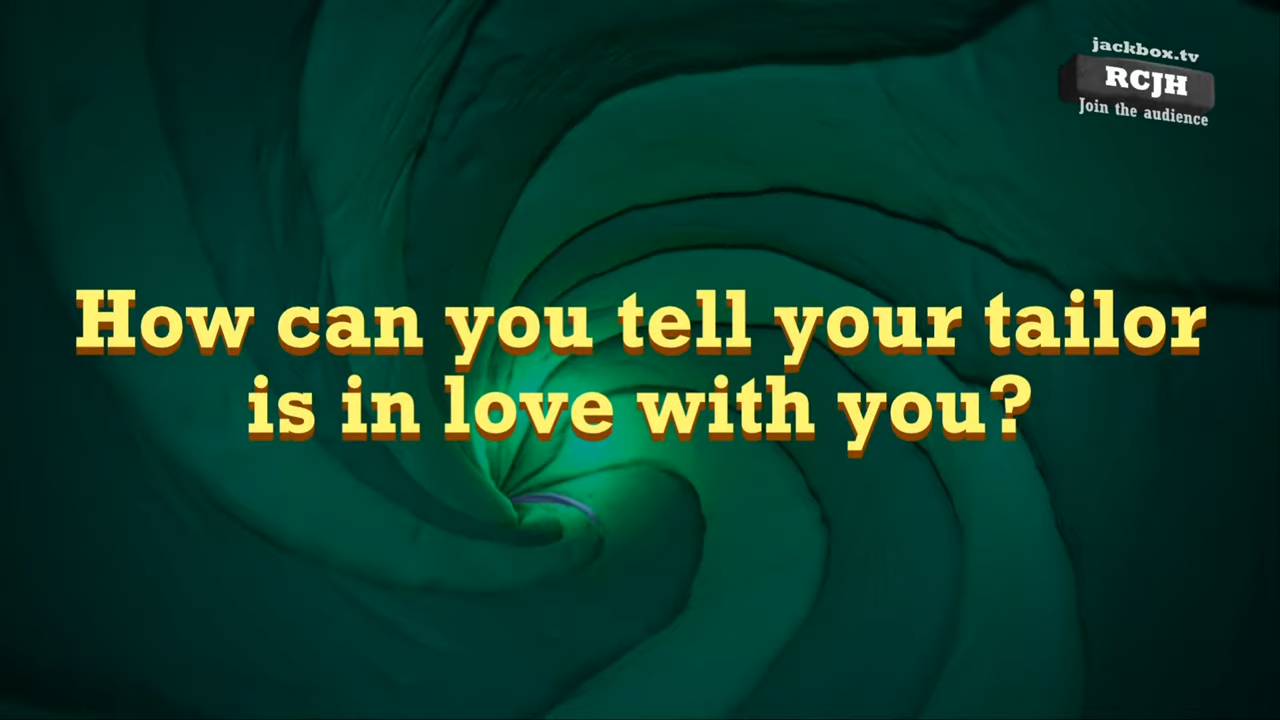 jackbox.tv
RCJH
Join the audience
How can you tell your tailor
is in love with you?